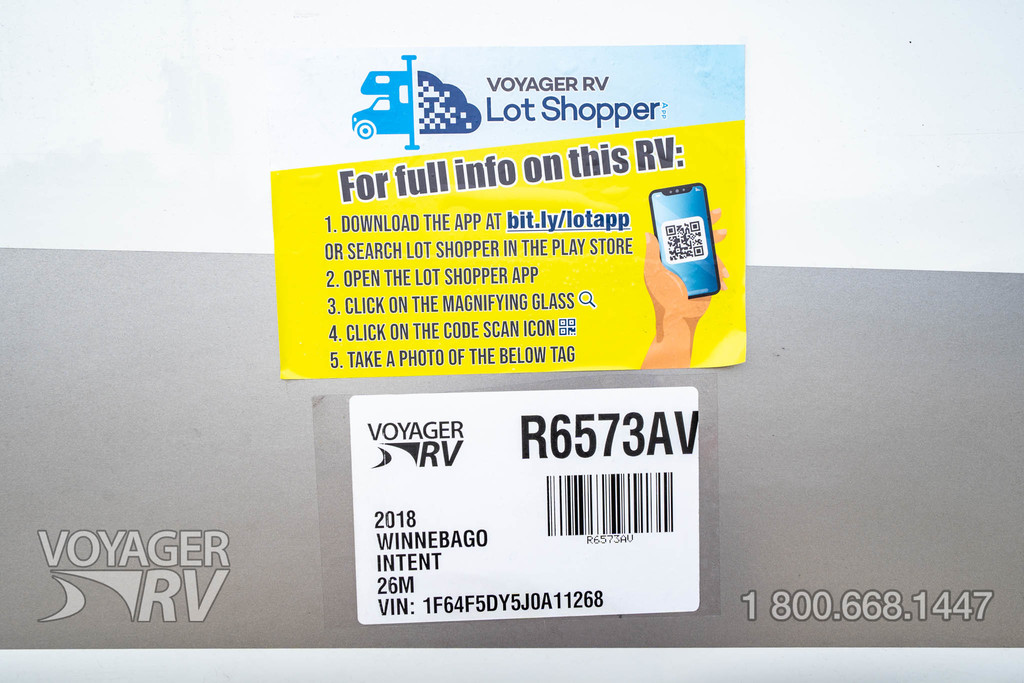 VOYAGER RV
Lot Shopper App
For full info on this RV:
1. DOWNLOAD THE APP AT bit.ly/lotapp
OR SEARCH LOT SHOPPER IN THE PLAY STORE
2. OPEN THE LOT SHOPPER APP
3. CLICK ON THE MAGNIFYING GLASS
4. CLICK ON THE CODE SCAN ICON
5. TAKE A PHOTO OF THE BELOW TAG
VOYAGER
RV
R6573AV
R6573AV
2018
WINNEBAGO
INTENT
26M
VIN: 1F64F5DY5J0A11268
VOYAGER
RV
1 800.668.1447